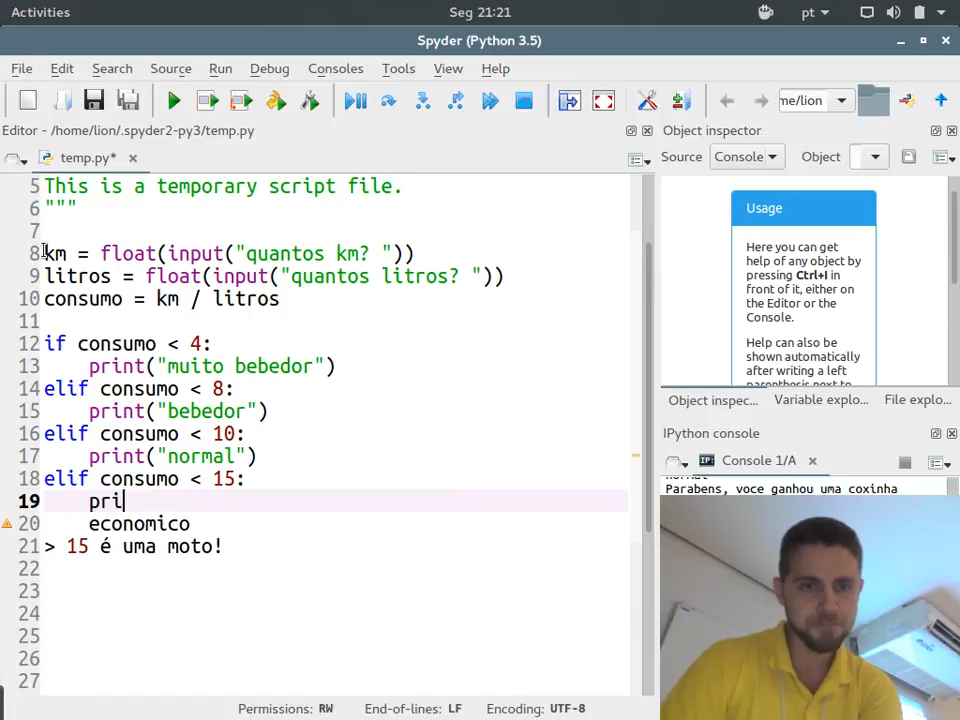 Activities
Seg 21:21
pt
Spyder (Python 3.5)
File Edit Search Source Run Debug Consoles Tools View Help
me/lion
Editor - /home/lion/.spyder2-py3/temp.py
Object inspector
temp.py*
Source Console Object
5 This is a temporary script file.
6 """
7
8 km = float(input("quantos km? "))
9 litros = float(input("quantos litros? "))
10 consumo = km / litros
11
12 if consumo < 4:
13     print("muito bebedor")
14 elif consumo < 8:
15     print("bebedor")
16 elif consumo < 10:
17     print("normal")
18 elif consumo < 15:
19     pri
20     economico
21 > 15 é uma moto!
22
23
24
25
26
27
Usage
Here you can get
help of any object by
pressing Ctrl+I in
front of it, either on
the Editor or the
Console.
Help can also be
shown automatically
after writing a left
parenthesis next to
Object inspec... Variable explo... File explo...
IPython console
Console 1/A
normal
Parabens, voce ganhou uma coxinha
Permissions: RW End-of-lines: LF Encoding: UTF-8